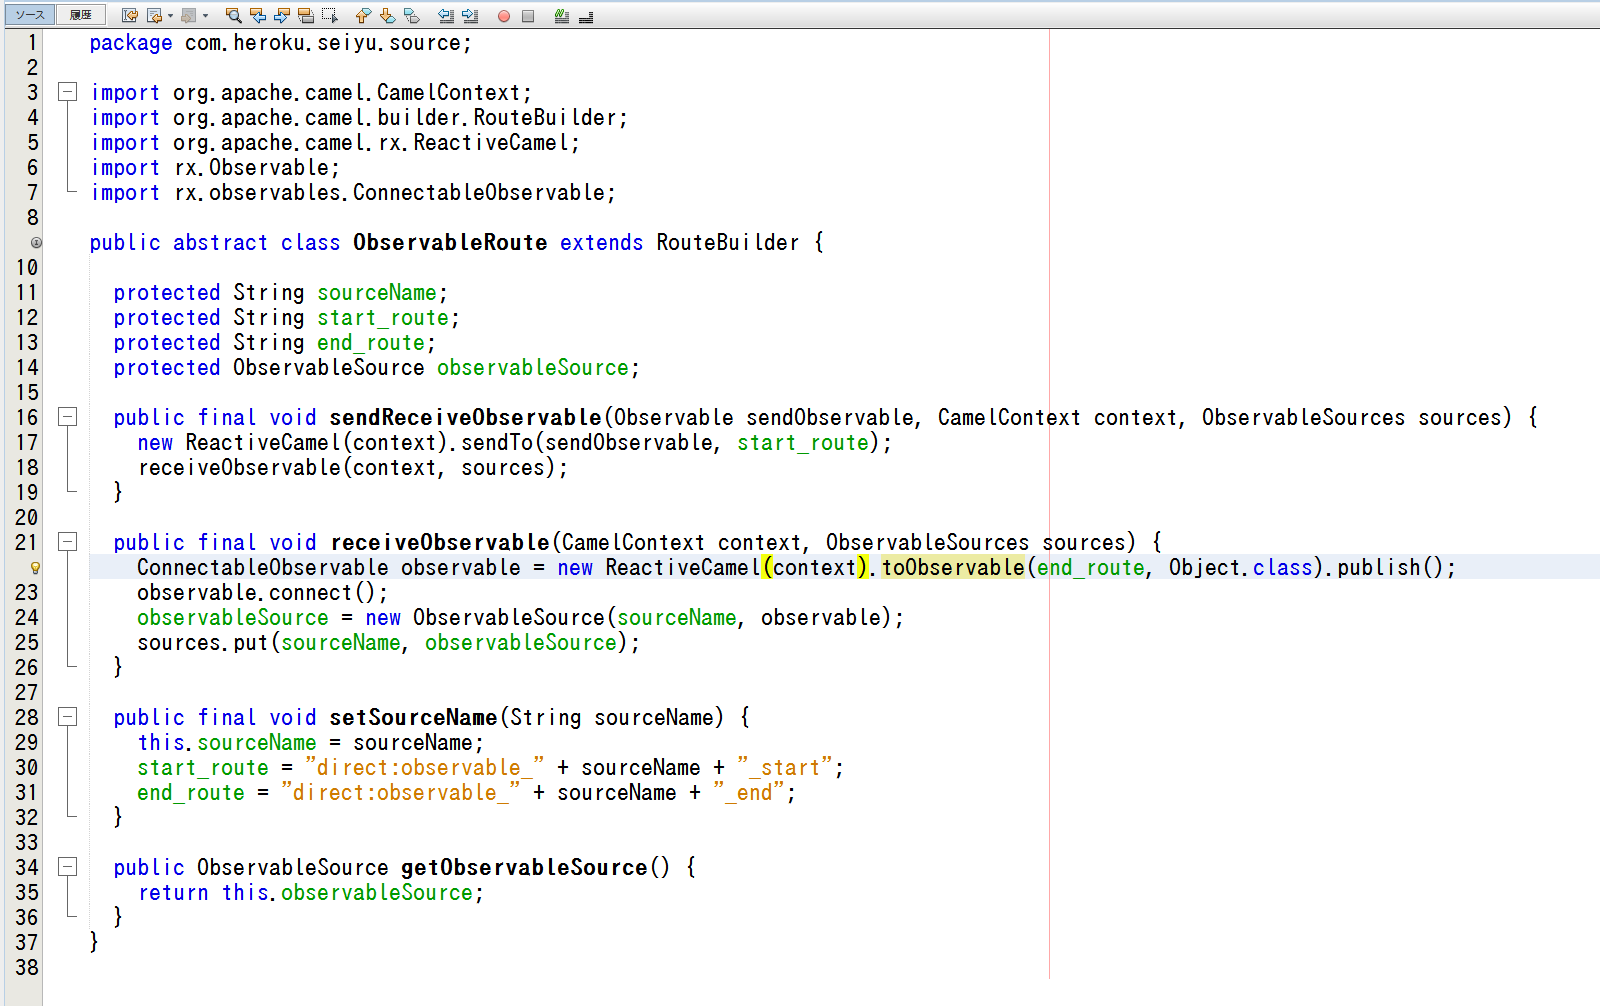 ソース 履歴
1 package com.heroku.seiyu.source;
2
3 import org.apache.camel.CamelContext;
4 import org.apache.camel.builder.RouteBuilder;
5 import org.apache.camel.rx.ReactiveCamel;
6 import rx.Observable;
7 import rx.observables.ConnectableObservable;
8
public abstract class ObservableRoute extends RouteBuilder {
10
11 protected String sourceName;
12 protected String start_route;
13 protected String end_route;
14 protected ObservableSource observableSource;
15
16 public final void sendReceiveObservable(Observable sendObservable, CamelContext context, ObservableSources sources) {
17 new ReactiveCamel(context).sendTo(sendObservable, start_route);
18 receiveObservable(context, sources);
19 }
20
21 public final void receiveObservable(CamelContext context, ObservableSources sources) {
ConnectableObservable observable = new ReactiveCamel(context).toObservable(end_route, Object.class).publish();
23 observable.connect();
24 observableSource = new ObservableSource(sourceName, observable);
25 sources.put(sourceName, observableSource);
26 }
27
28 public final void setSourceName(String sourceName) {
29 this.sourceName = sourceName;
30 start_route = "direct:observable_" + sourceName + "_start";
31 end_route = "direct:observable_" + sourceName + "_end";
32 }
33
34 public ObservableSource getObservableSource() {
35 return this.observableSource;
36 }
37 }
38